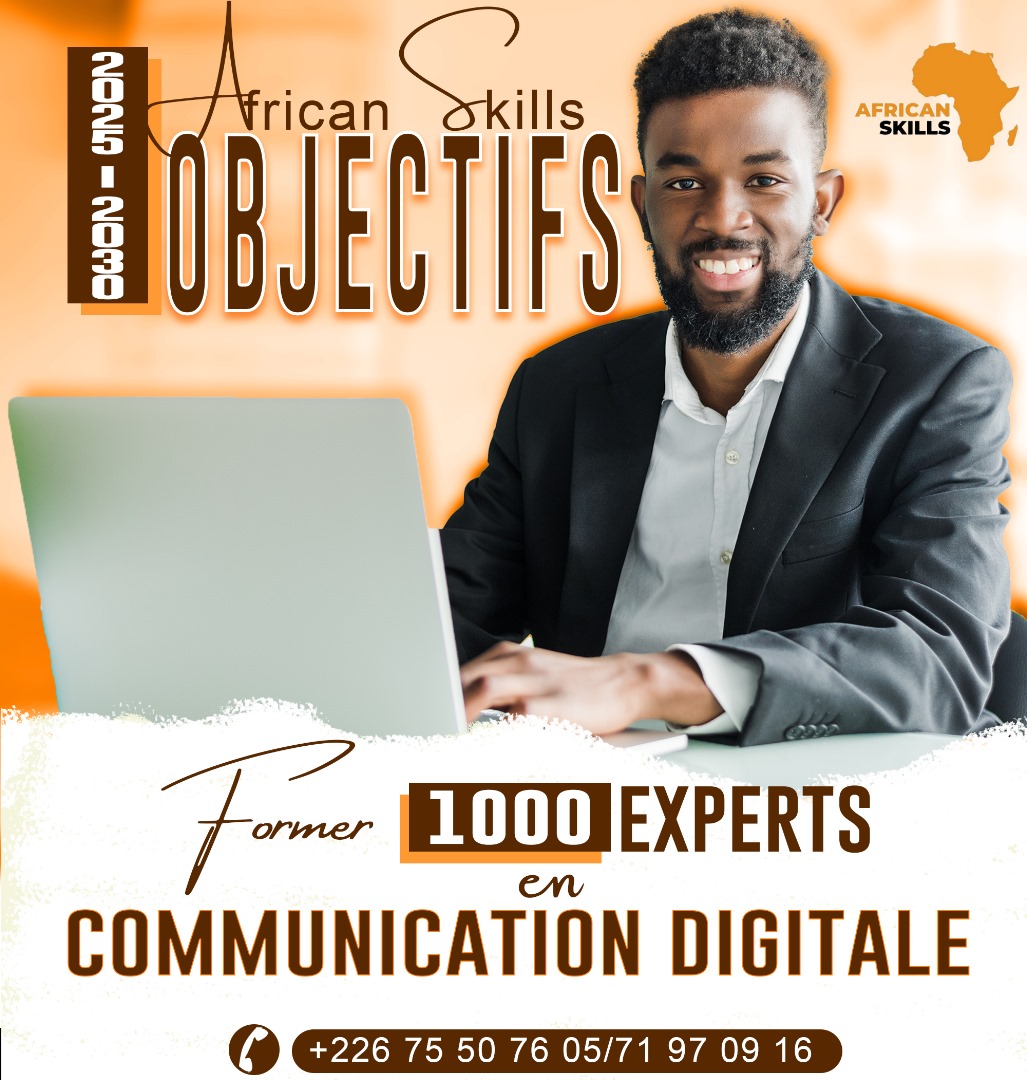 2025-2030
African Skills
OBJECTIFS
AFRICAN
SKILLS
Former 1000 EXPERTS
en
COMMUNICATION DIGITALE
+226 75 50 76 05/71 97 09 16